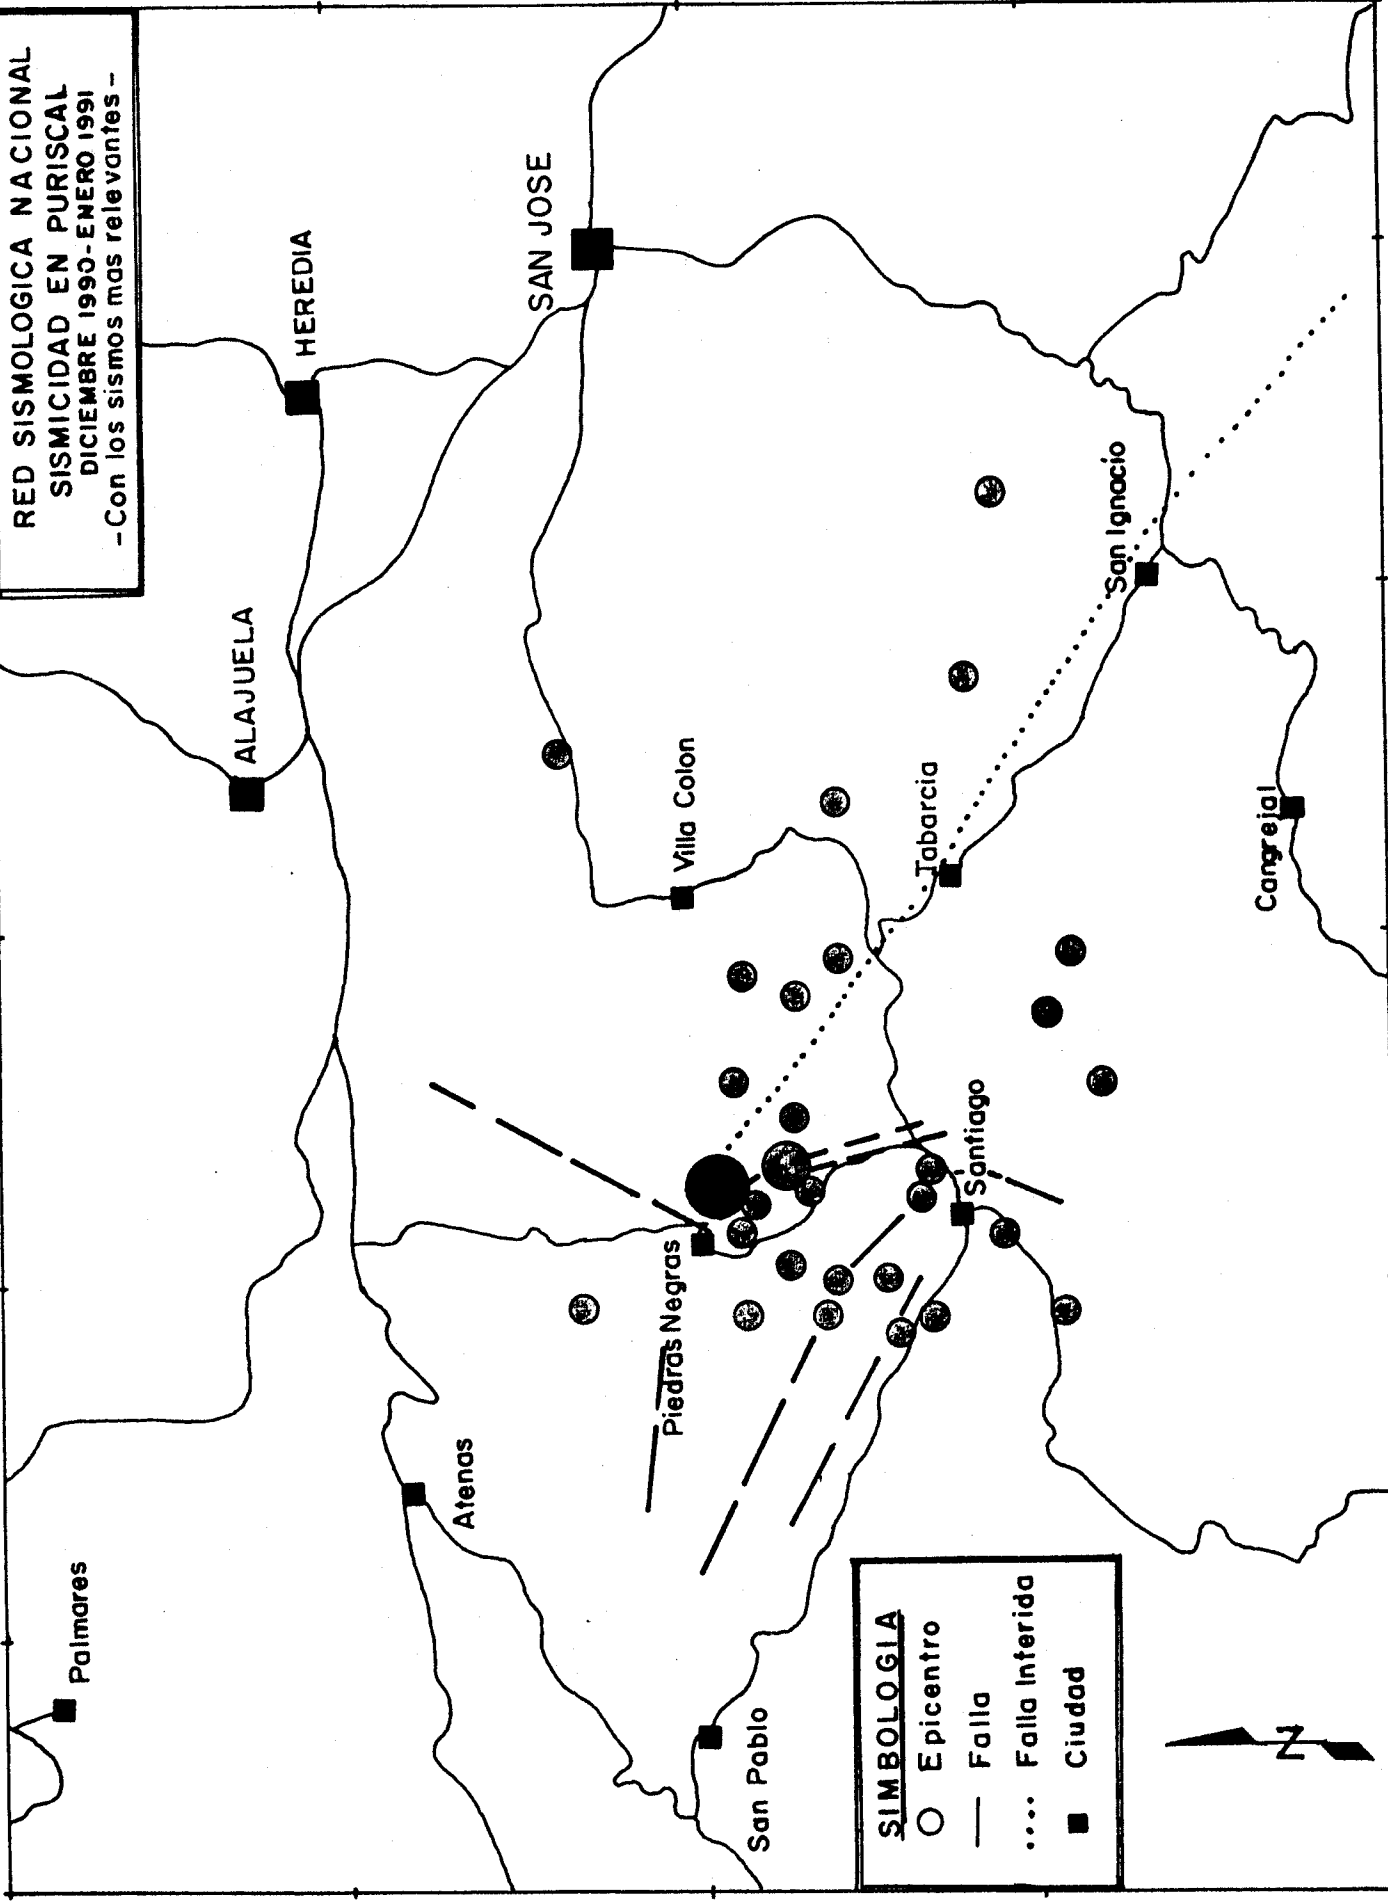 RED SISMOLOGICA NACIONAL
SISMICIDAD EN PURISCAL
DICIEMBRE 1990-ENERO 1991
-Con los sismos mas relevantes-
Palmares
ALAJUELA
HEREDIA
Atenas
SAN JOSE
Piedras Negras
Villa Colon
San Pablo
Tabarcia
Santiago
San Ignacio
Cangrejal
SIMBOLOGIA
Epicentro
Falla
Falla Interida
Ciudad
N